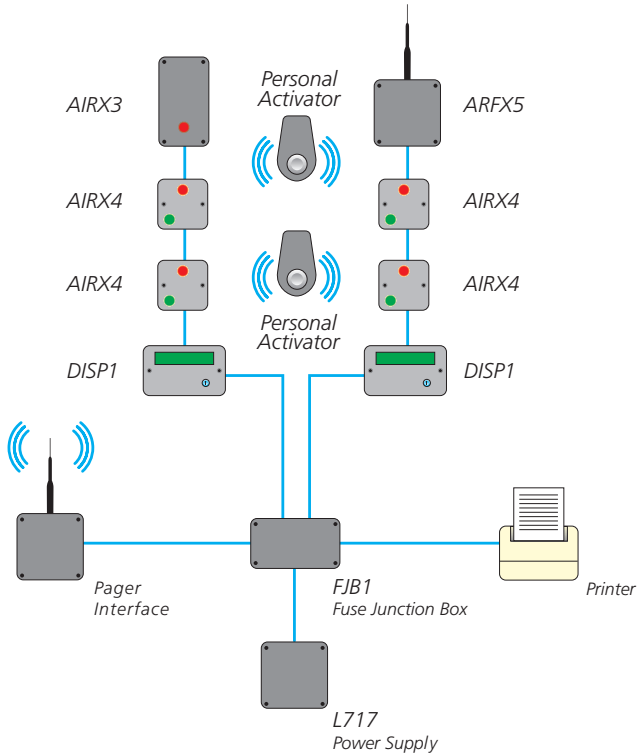 AIRX3
Personal
Activator
ARFX5
AIRX4
AIRX4
AIRX4
AIRX4
Personal
Activator
DISP1
DISP1
Pager
Interface
FJB1
Fuse Junction Box
Printer
L717
Power Supply